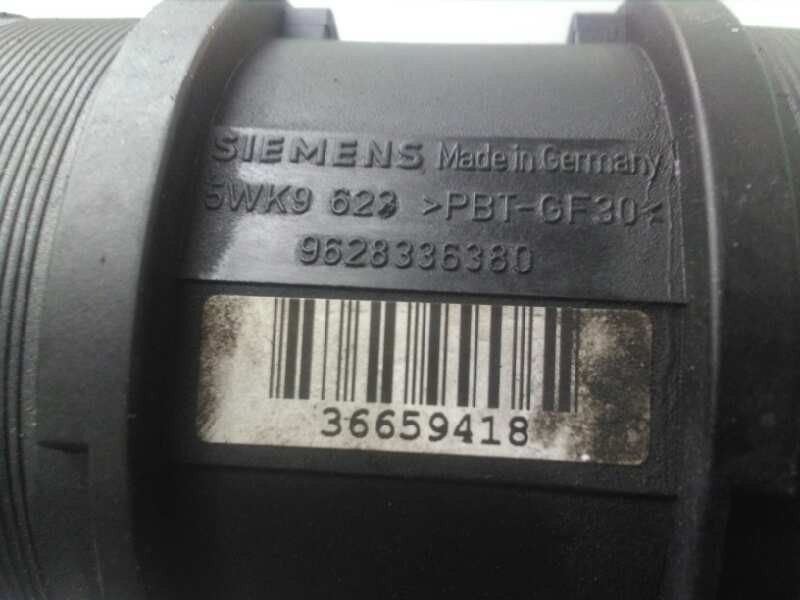 SIEMENS Made in Germany
5WK9 623 >PBT-GF30<
9628336380
36659418